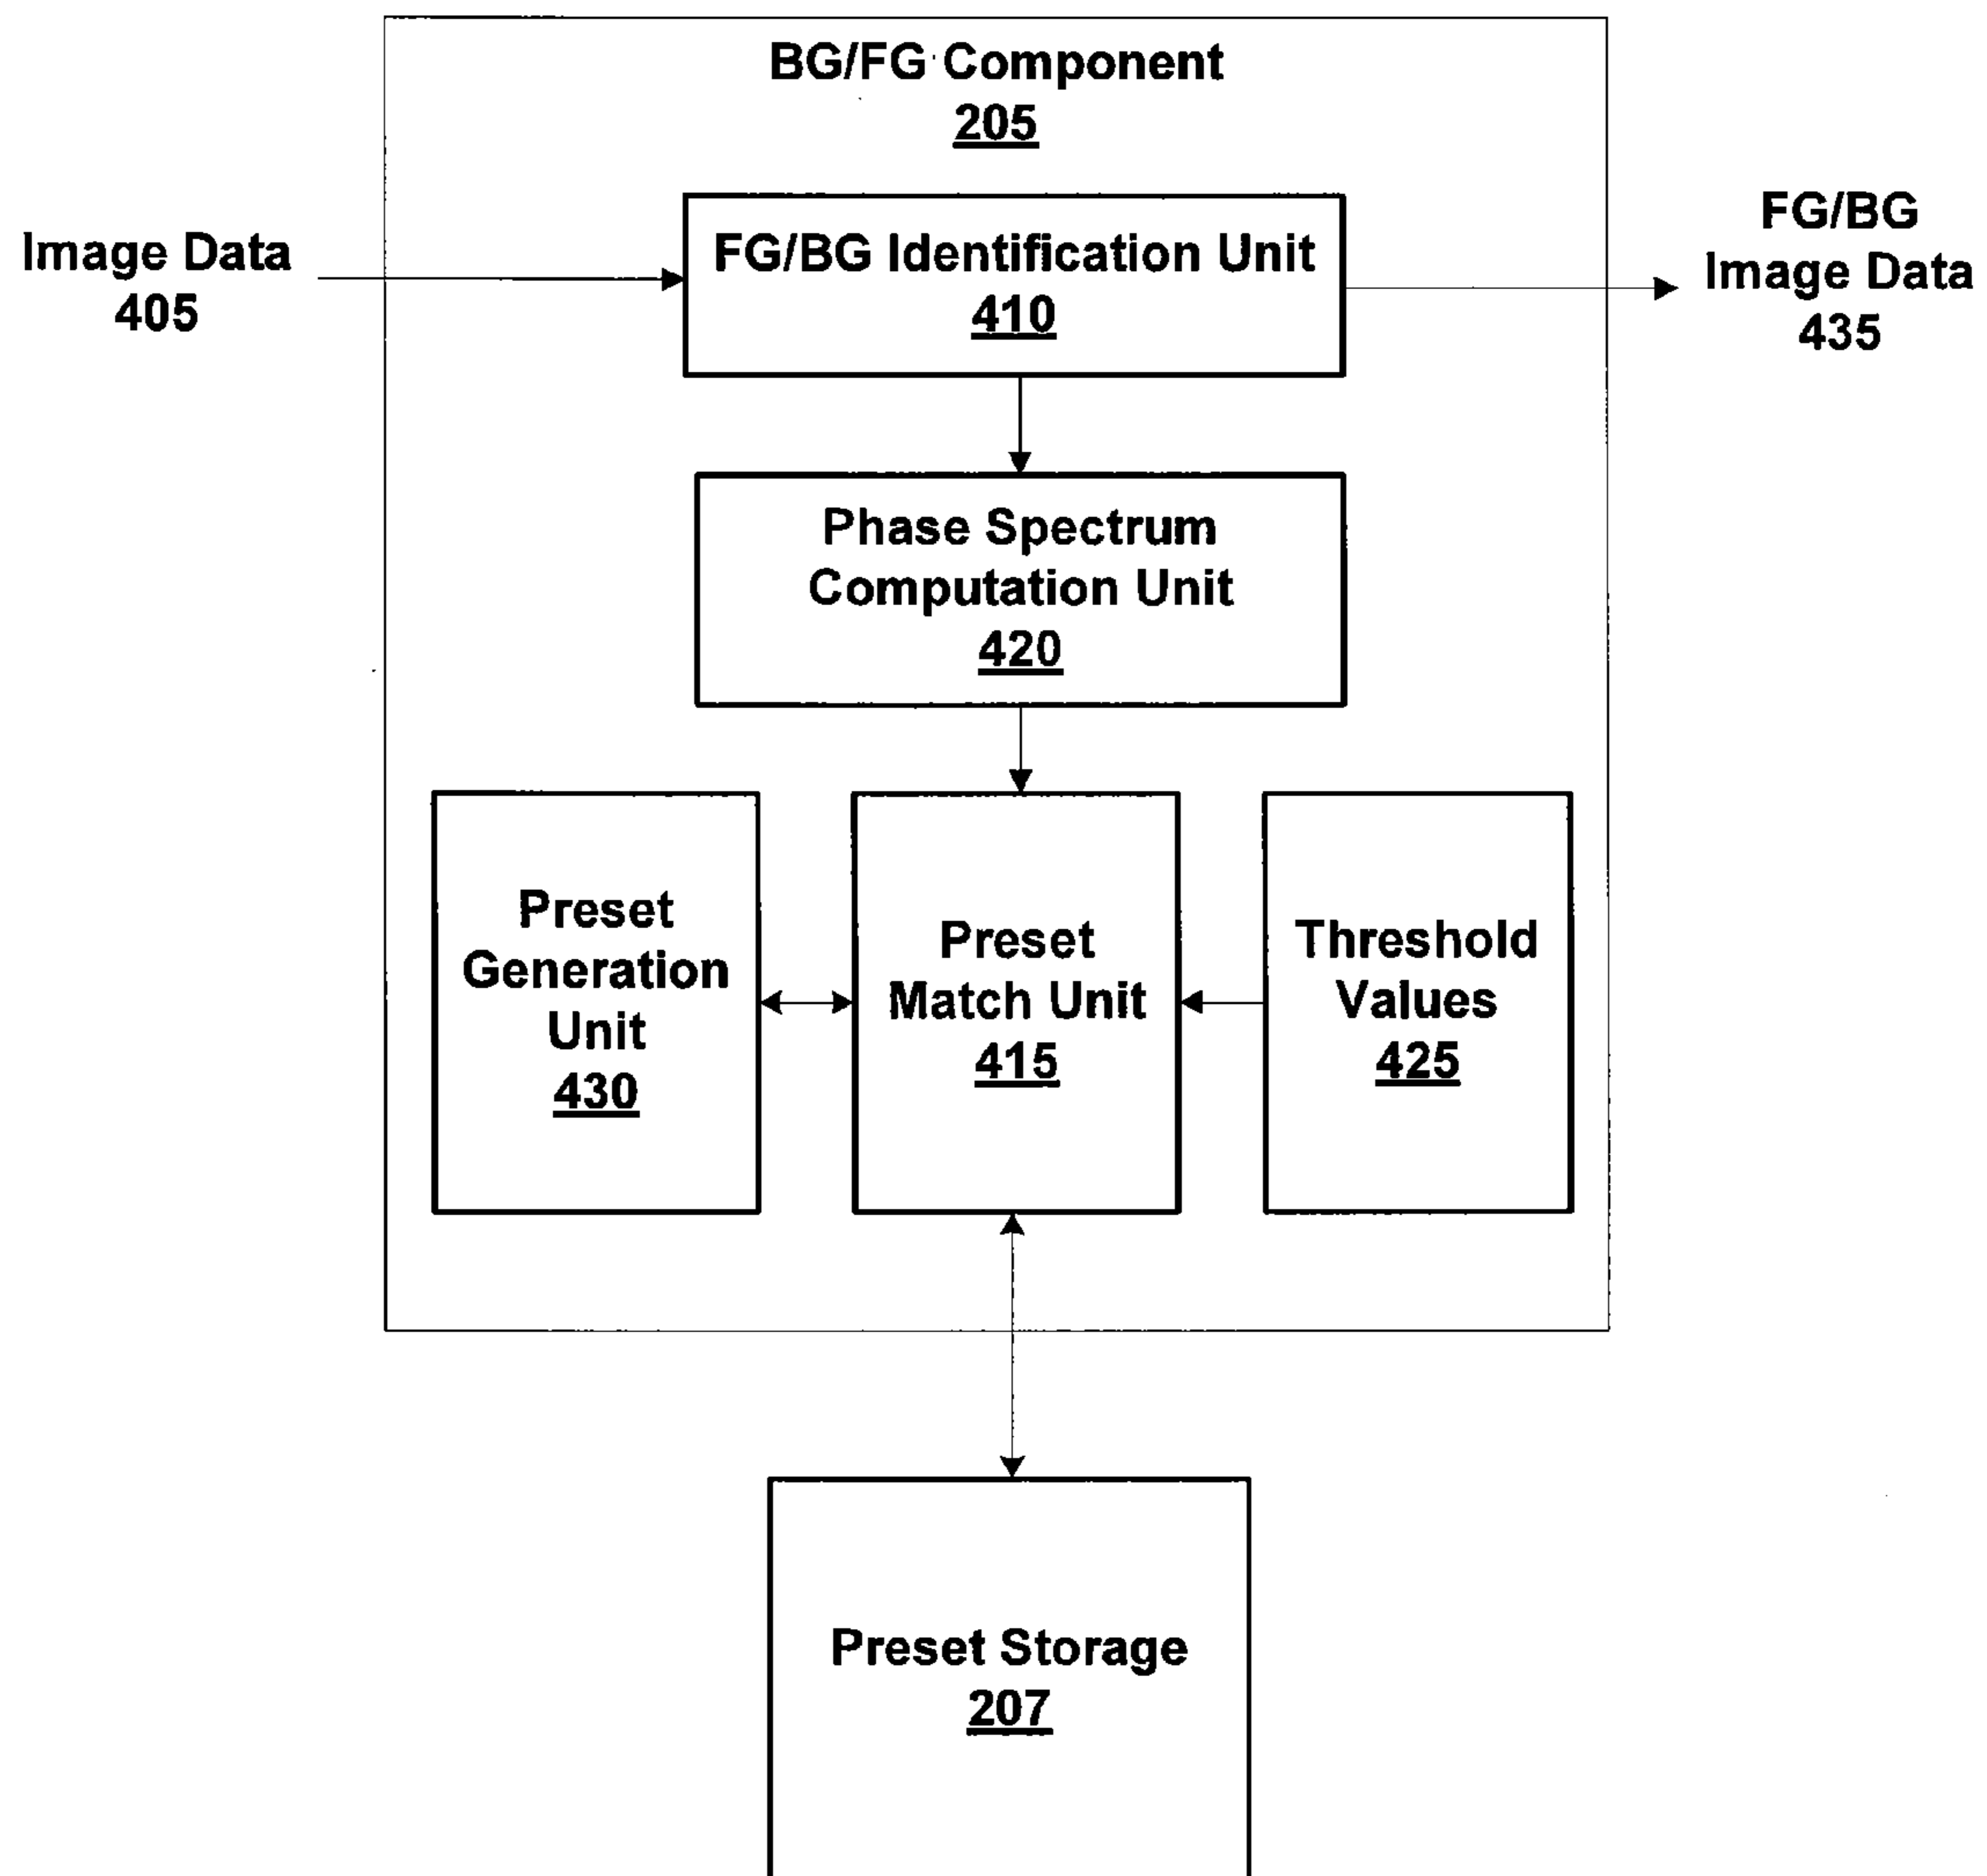 BG/FG Component
205
Image Data
405
FG/BG Identification Unit
410
FG/BG
Image Data
435
Phase Spectrum
Computation Unit
420
Preset
Generation
Unit
430
Preset
Match Unit
415
Threshold
Values
425
Preset Storage
207